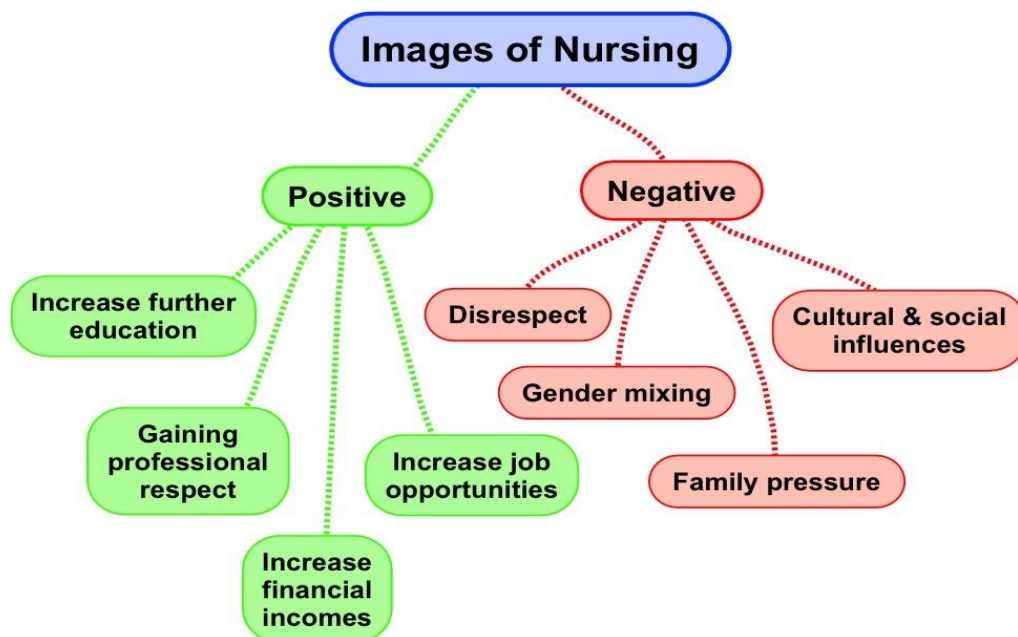 Images of Nursing
Positive
Increase further
education
Gaining
professional
respect
Increase
financial
incomes
Increase job
opportunities
Negative
Disrespect
Gender mixing
Family pressure
Cultural & social
influences